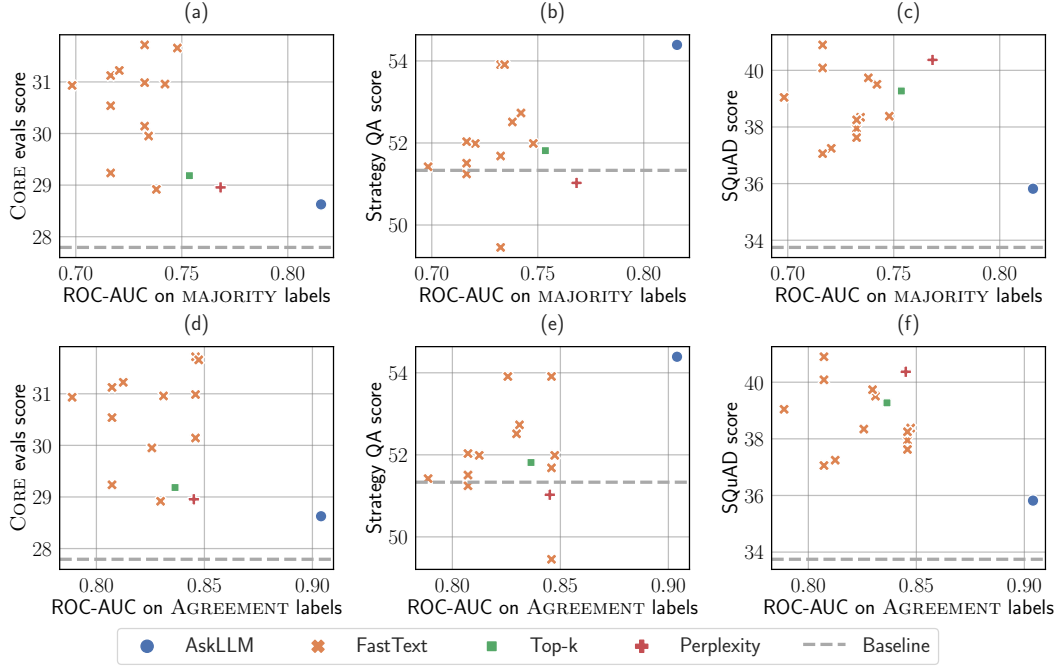 (a)
(b)
(c)
CORE evals score
31
30
29
28
0.70
0.75
0.80
ROC-AUC on MAJORITY labels
Strategy QA score
54
52
50
0.70
0.75
0.80
ROC-AUC on MAJORITY labels
SQuAD score
40
38
36
34
0.70
0.75
0.80
ROC-AUC on MAJORITY labels
(d)
(e)
(f)
CORE evals score
31
30
29
28
0.80
0.85
0.90
ROC-AUC on AGREEMENT labels
Strategy QA score
54
52
50
0.80
0.85
0.90
ROC-AUC on AGREEMENT labels
SQuAD score
40
38
36
34
0.80
0.85
0.90
ROC-AUC on AGREEMENT labels
AskLLM
FastText
Top-k
Perplexity
Baseline